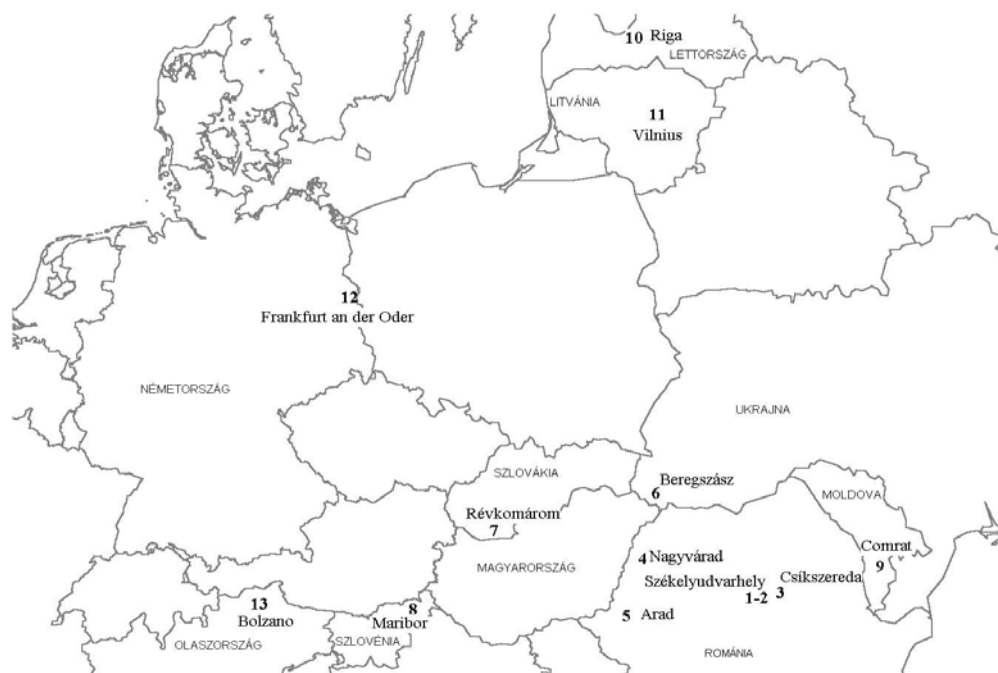 10 Riga
LETTORSZÁG
LITVÁNIA
11
Vilnius
12
Frankfurt an der Oder
NÉMETORSZÁG
UKRAJNA
SZLOVÁKIA
Beregszász
6
MOLDOVA
Révkomárom
7
Comrat
9
4 Nagyvárad
MAGYARORSZÁG
Székelyudvarhely
1-2
Csíkszereda
3
13
Bolzano
8
Maribor
5 Arad
OLASZORSZÁG
SZLOVÉNIA
ROMÁNIA